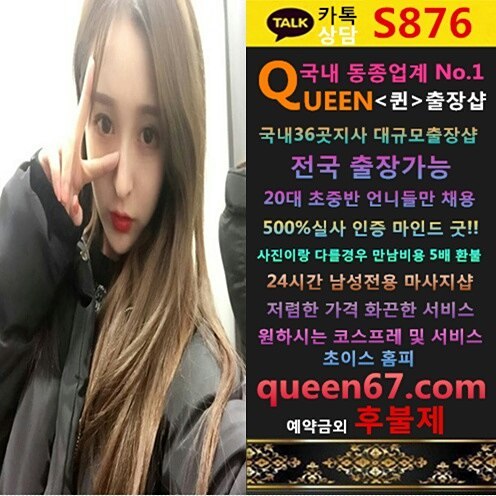 TALK 카톡 상담 S876
국내 동종업계 No.1
QUEEN<퀸>출장샵
국내36곳지사 대규모출장샵
전국 출장가능
20대 초중반 언니들만 채용
500%실사 인증 마인드 굿!!
사진이랑 다를경우 만남비용 5배 환불
24시간 남성전용 마사지샵
저렴한 가격 화끈한 서비스
원하시는 코스프레 및 서비스
초이스 홈피
queen67.com
예약금외 후불제